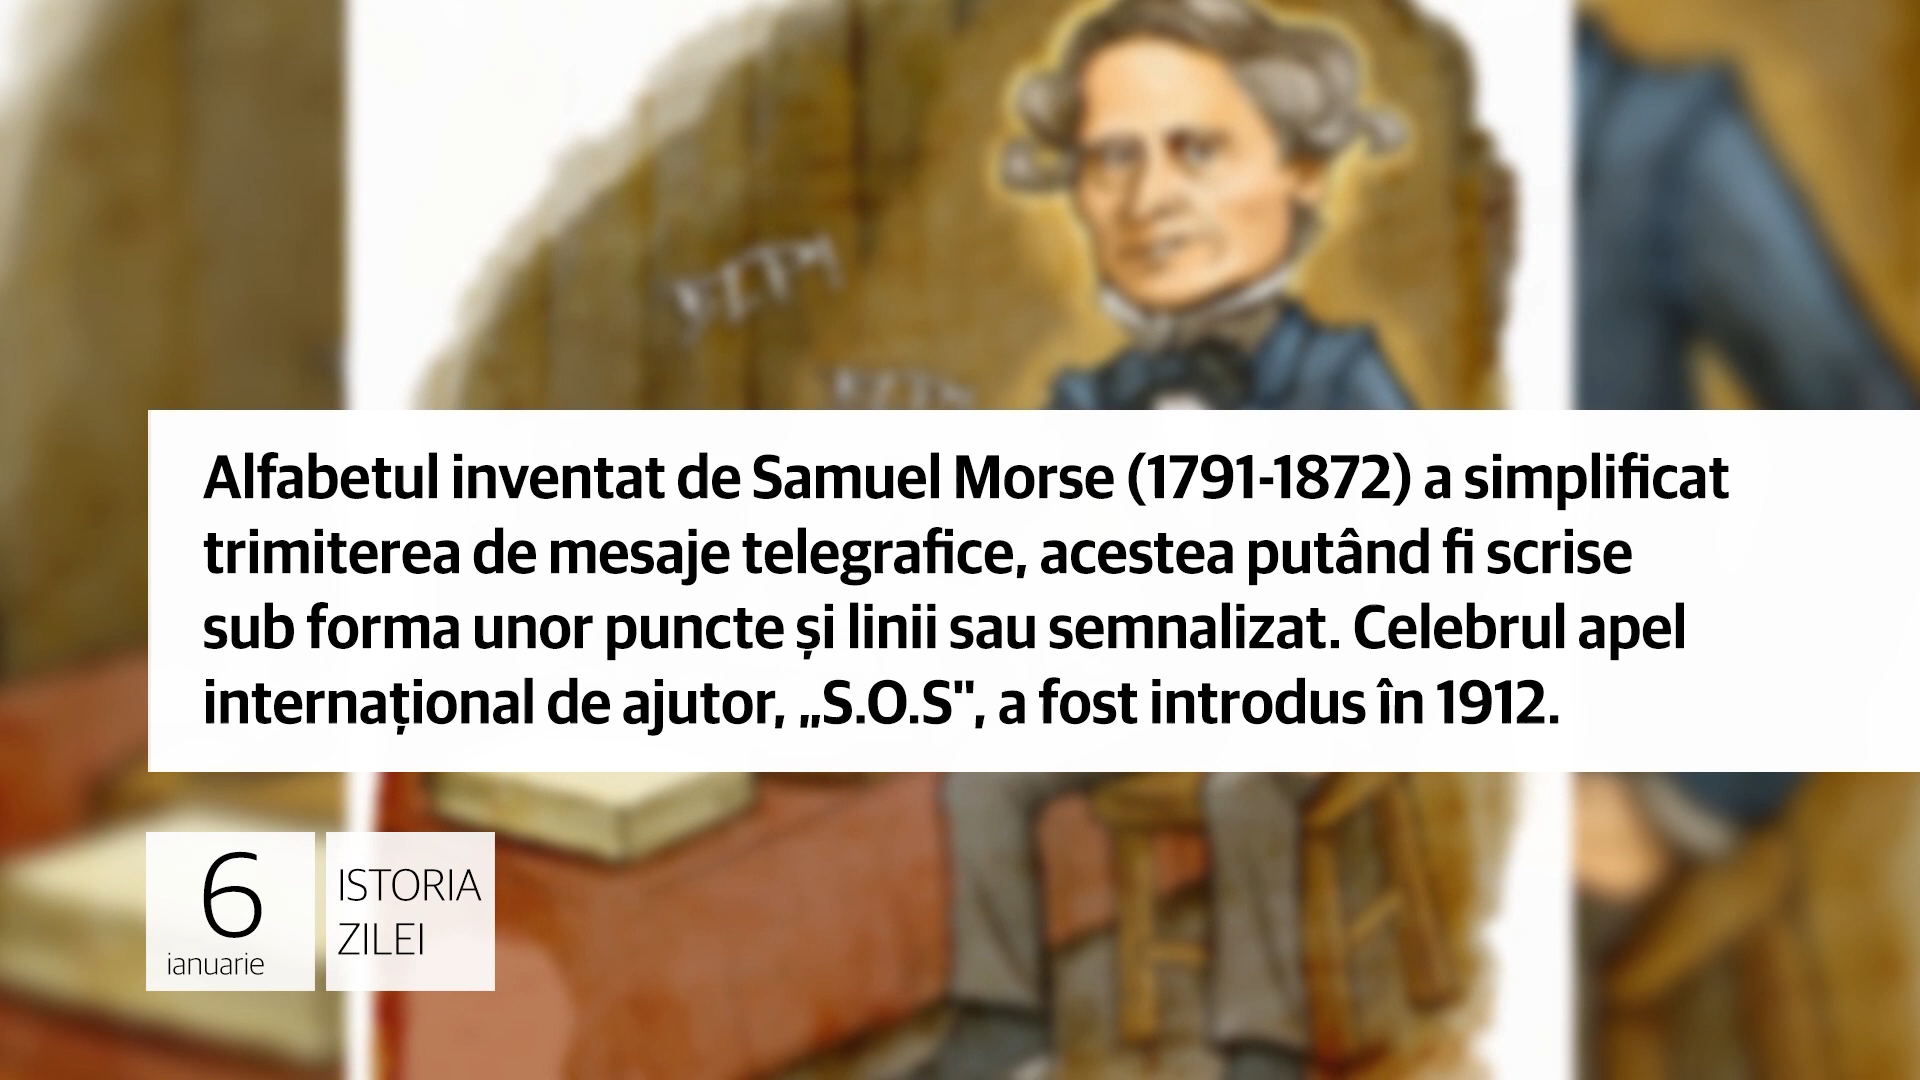 Alfabetul inventat de Samuel Morse (1791-1872) a simplificat
trimiterea de mesaje telegrafice, acestea putând fi scrise
sub forma unor puncte și linii sau semnalizat. Celebrul apel
internațional de ajutor, „S.O.S", a fost introdus în 1912.
6
ianuarie
ISTORIA
ZILEI